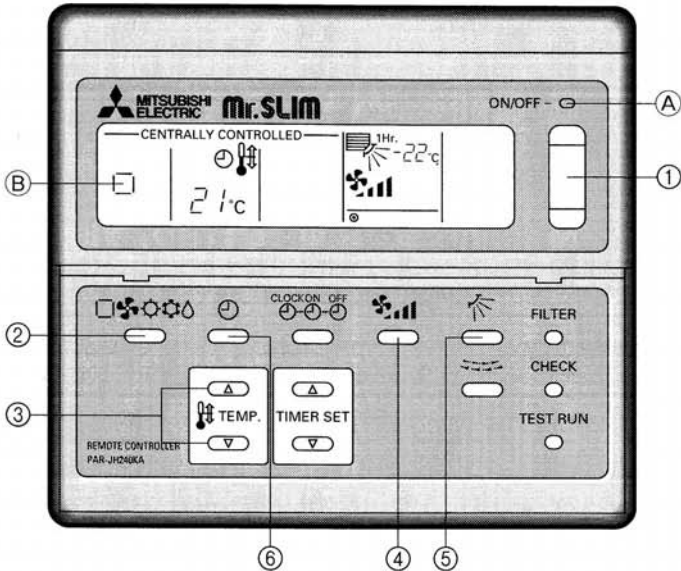 MITSUBISHI ELECTRIC Mr.SLIM
ON/OFF
A
CENTRALLY CONTROLLED
1Hr.
-22°C
B
21°C
1
CLOCK ON OFF
FILTER
2
CHECK
3
TEMP.
TIMER SET
TEST RUN
REMOTE CONTROLLER
PAR-JH240KA
6
4
5